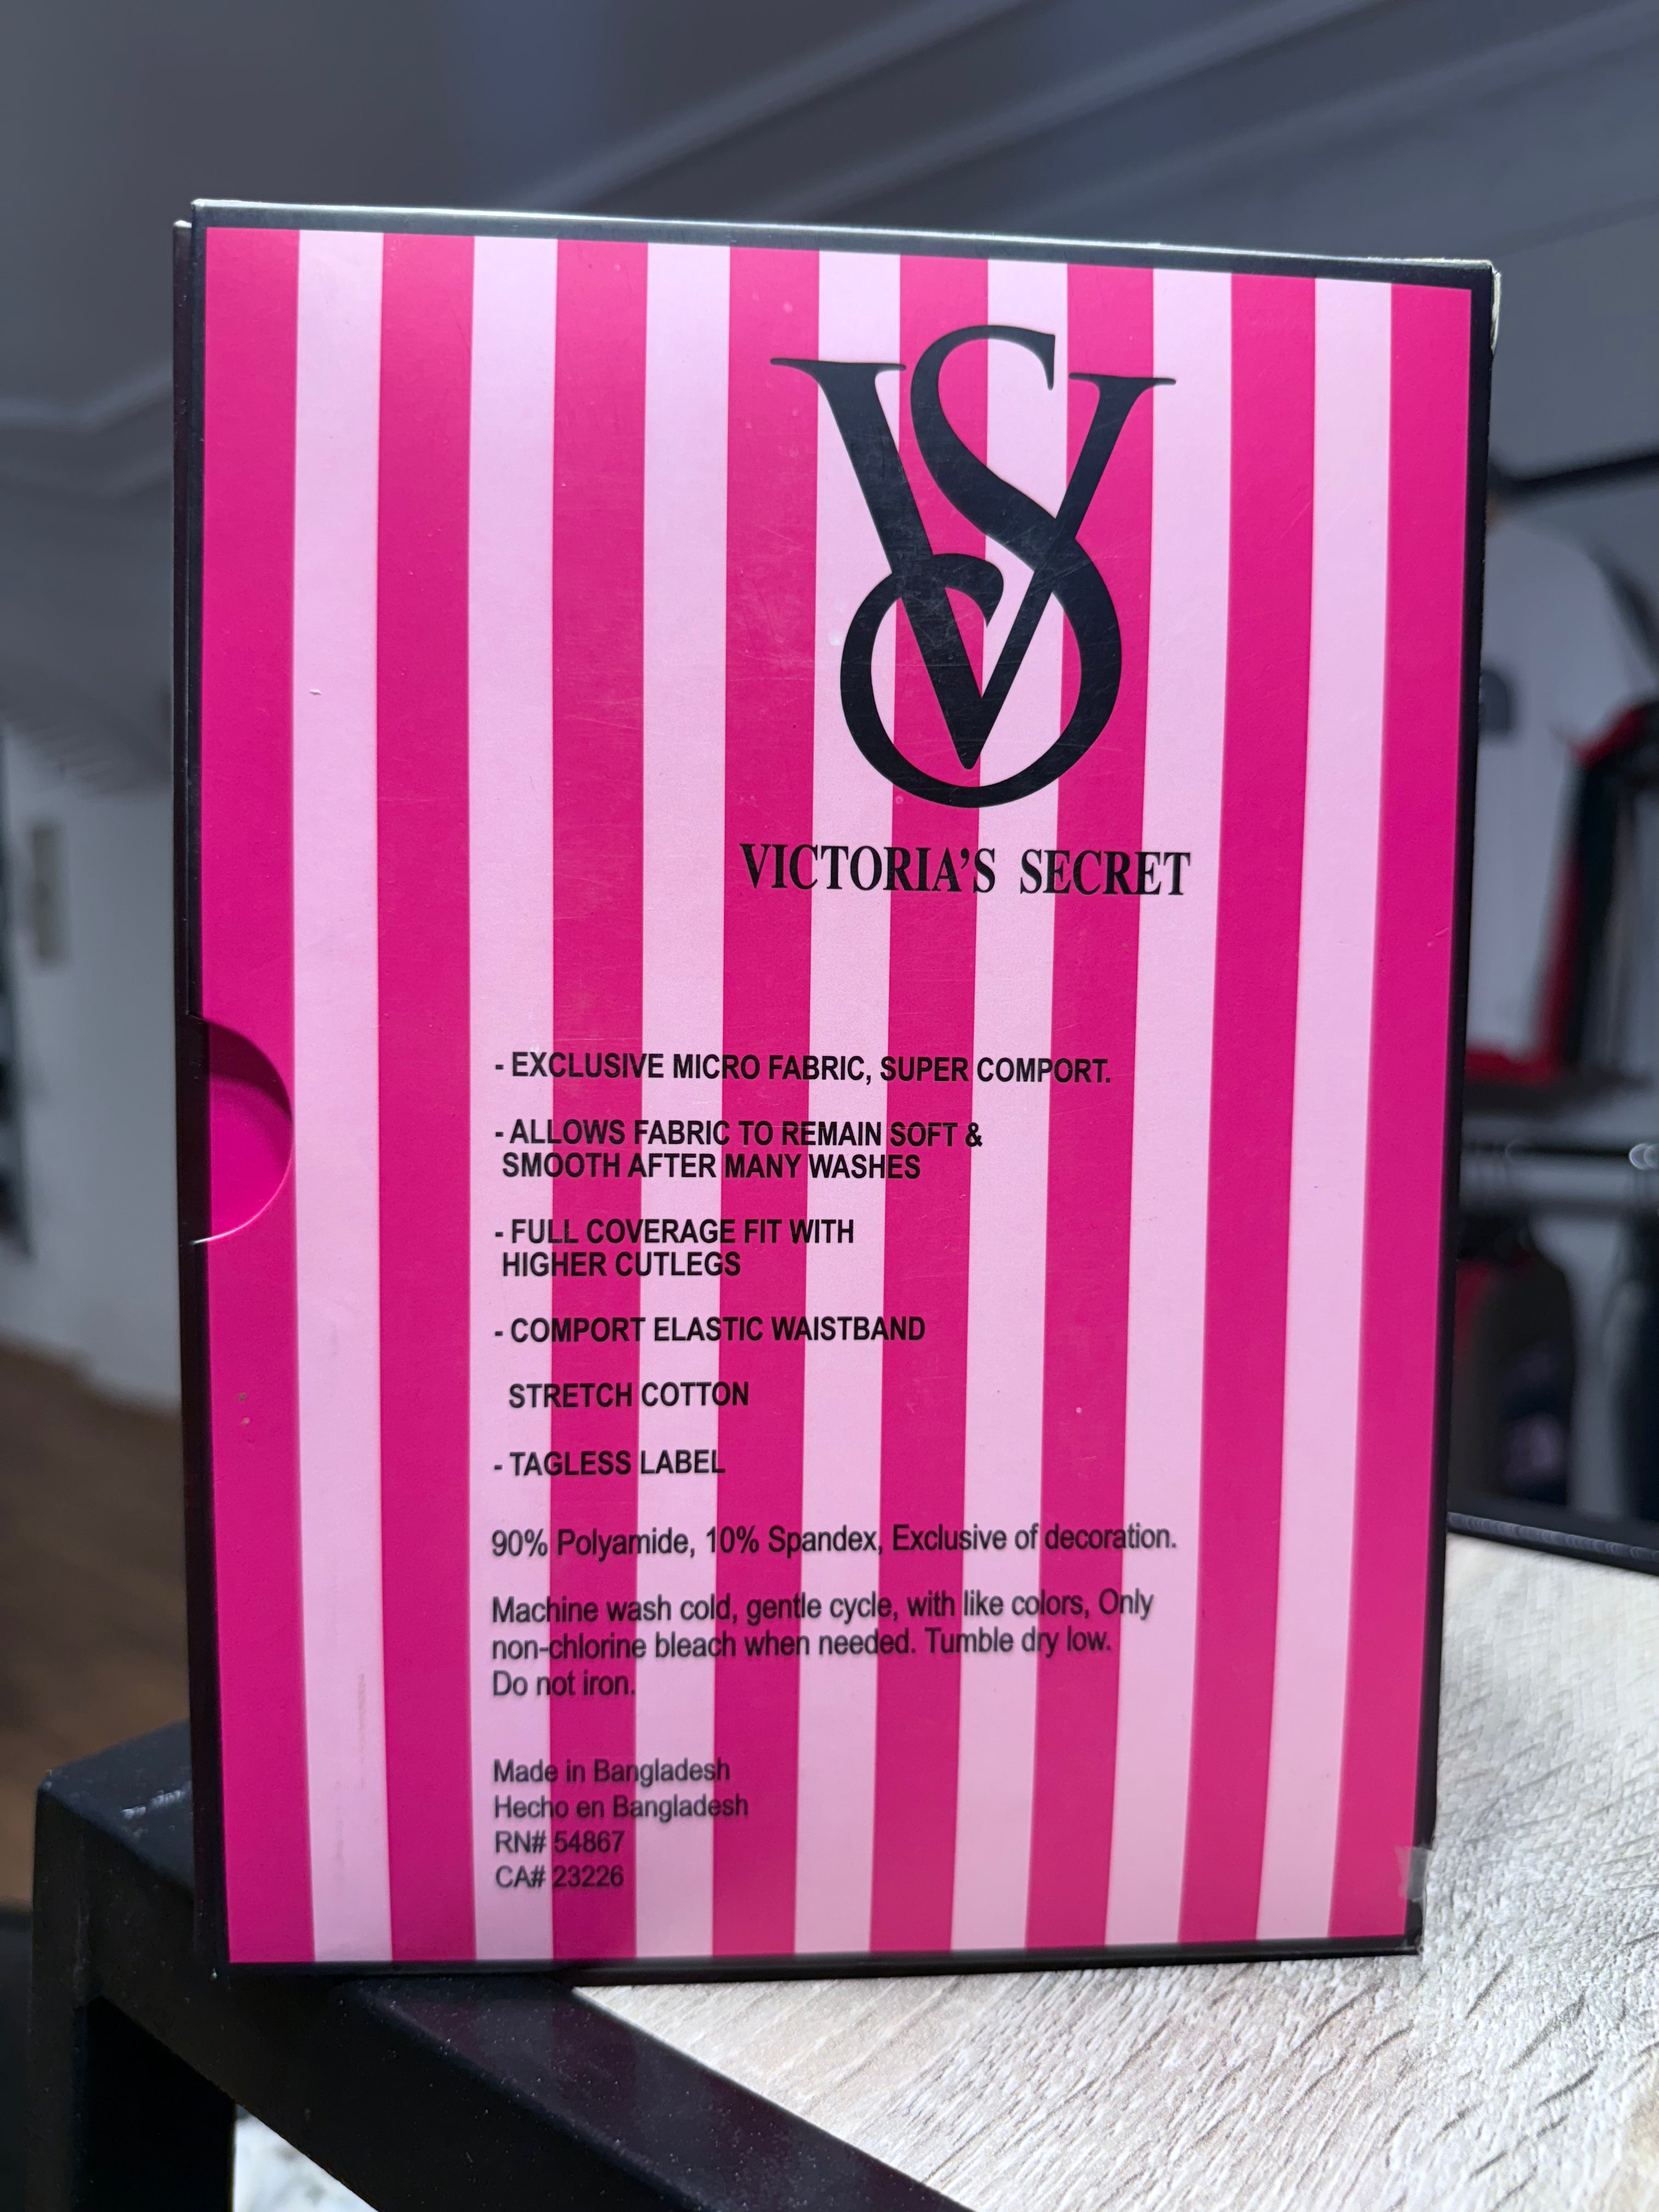 VS
VICTORIA'S SECRET
- EXCLUSIVE MICRO FABRIC, SUPER COMPORT.
- ALLOWS FABRIC TO REMAIN SOFT &
SMOOTH AFTER MANY WASHES
- FULL COVERAGE FIT WITH
HIGHER CUTLEGS
- COMPORT ELASTIC WAISTBAND
STRETCH COTTON
- TAGLESS LABEL
90% Polyamide, 10% Spandex, Exclusive of decoration.
Machine wash cold, gentle cycle, with like colors, Only
non-chlorine bleach when needed. Tumble dry low.
Do not iron.
Made in Bangladesh
Hecho en Bangladesh
RN# 54867
CA# 23226